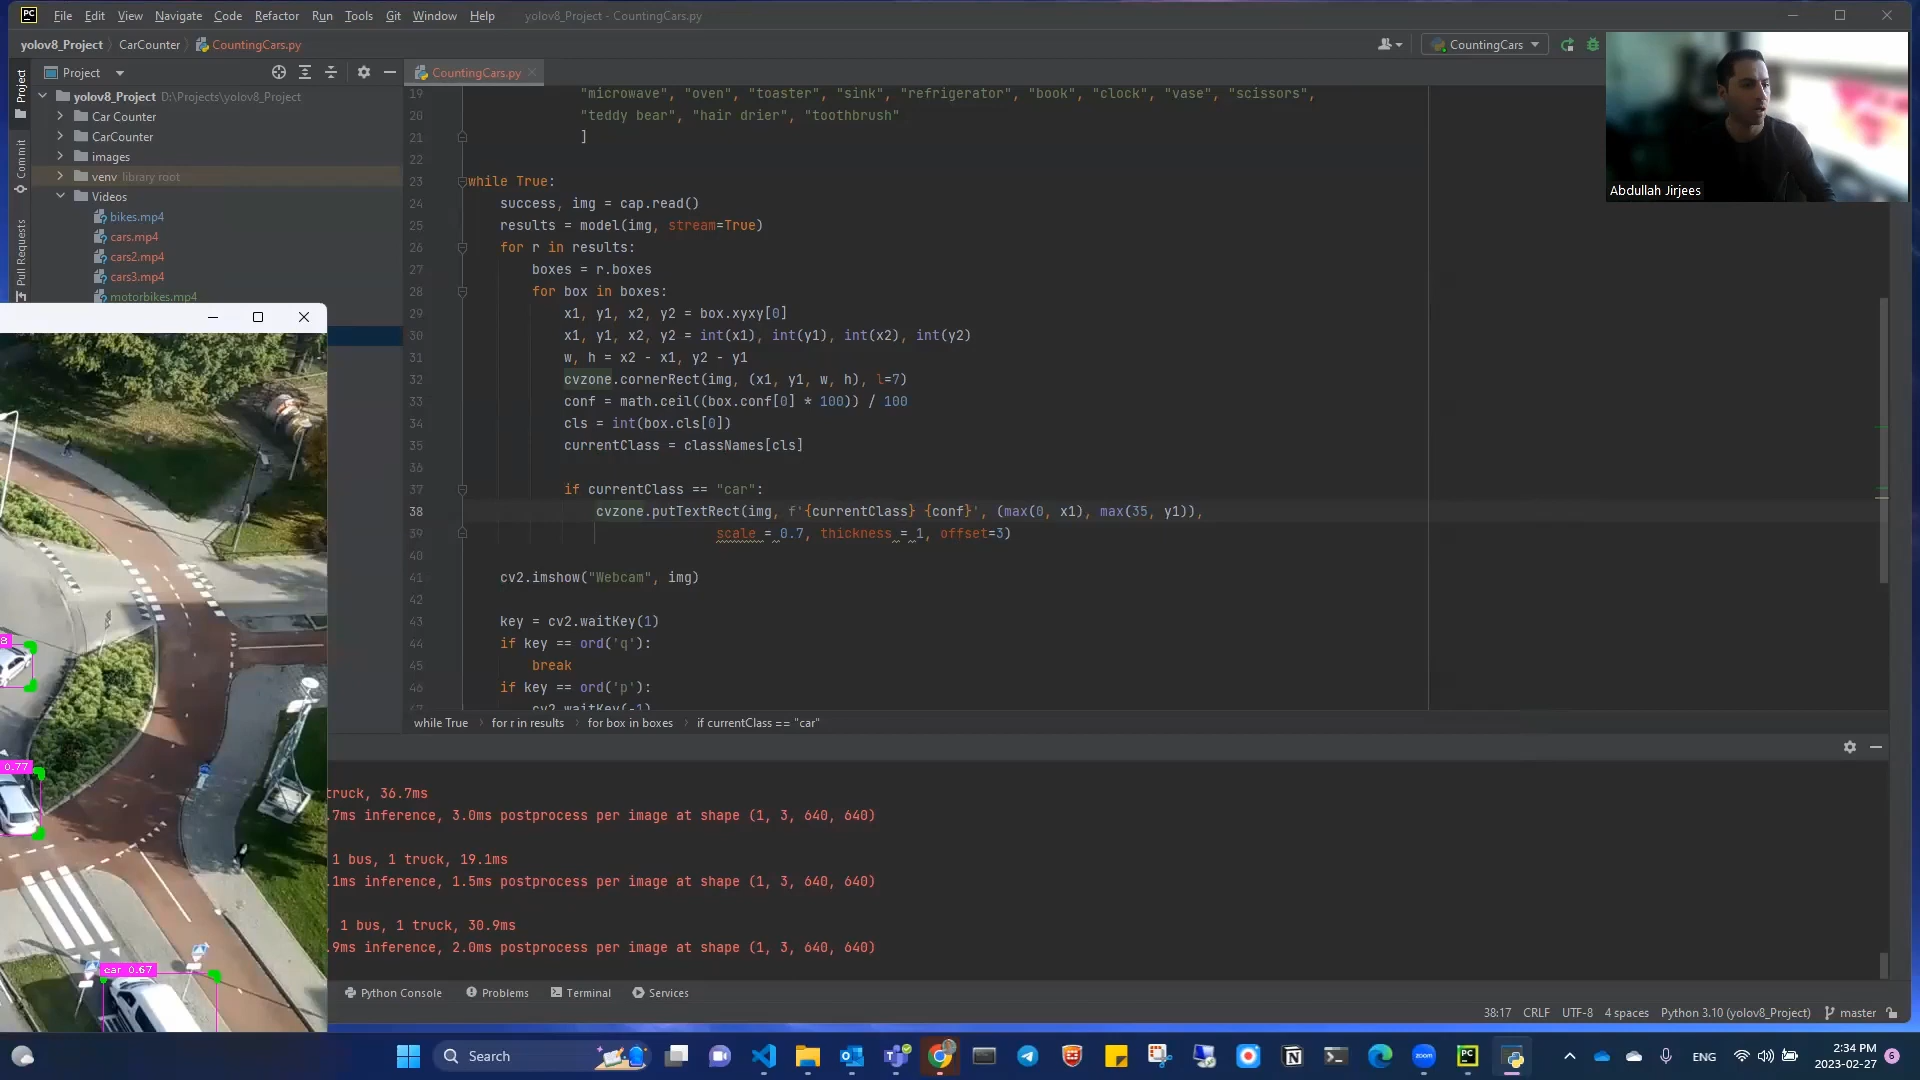 PC File Edit View Navigate Code Refactor Run Tools Git Window Help yolov8_Project - CountingCars.py
yolov8_Project CarCounter CountingCars.py CountingCars
Project CountingCars.py
Project
Commit
Pull Requests
yolov8_Project D:\Projects\yolov8_Project
Car Counter
CarCounter
images
venv library root
Videos
bikes.mp4
cars.mp4
cars2.mp4
cars3.mp4
motorbikes.mp4
Abdullah Jirjees
19 "microwave", "oven", "toaster", "sink", "refrigerator", "book", "clock", "vase", "scissors",
20 "teddy bear", "hair drier", "toothbrush"
21 ]
22
23 while True:
24 success, img = cap.read()
25 results = model(img, stream=True)
26 for r in results:
27 boxes = r.boxes
28 for box in boxes:
29 x1, y1, x2, y2 = box.xyxy[0]
30 x1, y1, x2, y2 = int(x1), int(y1), int(x2), int(y2)
31 w, h = x2 - x1, y2 - y1
32 cvzone.cornerRect(img, (x1, y1, w, h), l=7)
33 conf = math.ceil((box.conf[0] * 100)) / 100
34 cls = int(box.cls[0])
35 currentClass = classNames[cls]
36
37 if currentClass == "car":
38 cvzone.putTextRect(img, f'{currentClass} {conf}', (max(0, x1), max(35, y1)),
39 scale = 0.7, thickness = 1, offset=3)
40
41 cv2.imshow("Webcam", img)
42
43 key = cv2.waitKey(1)
44 if key == ord('q'):
45 break
46 if key == ord('p'):
47 cv2.waitKey(-1)
while True for r in results for box in boxes if currentClass == "car"
8
0.77
car 0.67
truck, 36.7ms
.7ms inference, 3.0ms postprocess per image at shape (1, 3, 640, 640)
1 bus, 1 truck, 19.1ms
.1ms inference, 1.5ms postprocess per image at shape (1, 3, 640, 640)
, 1 bus, 1 truck, 30.9ms
.9ms inference, 2.0ms postprocess per image at shape (1, 3, 640, 640)
Python Console Problems Terminal Services
38:17 CRLF UTF-8 4 spaces Python 3.10 (yolov8_Project) master
Search zoom PC ENG 2:34 PM
2023-02-27 6